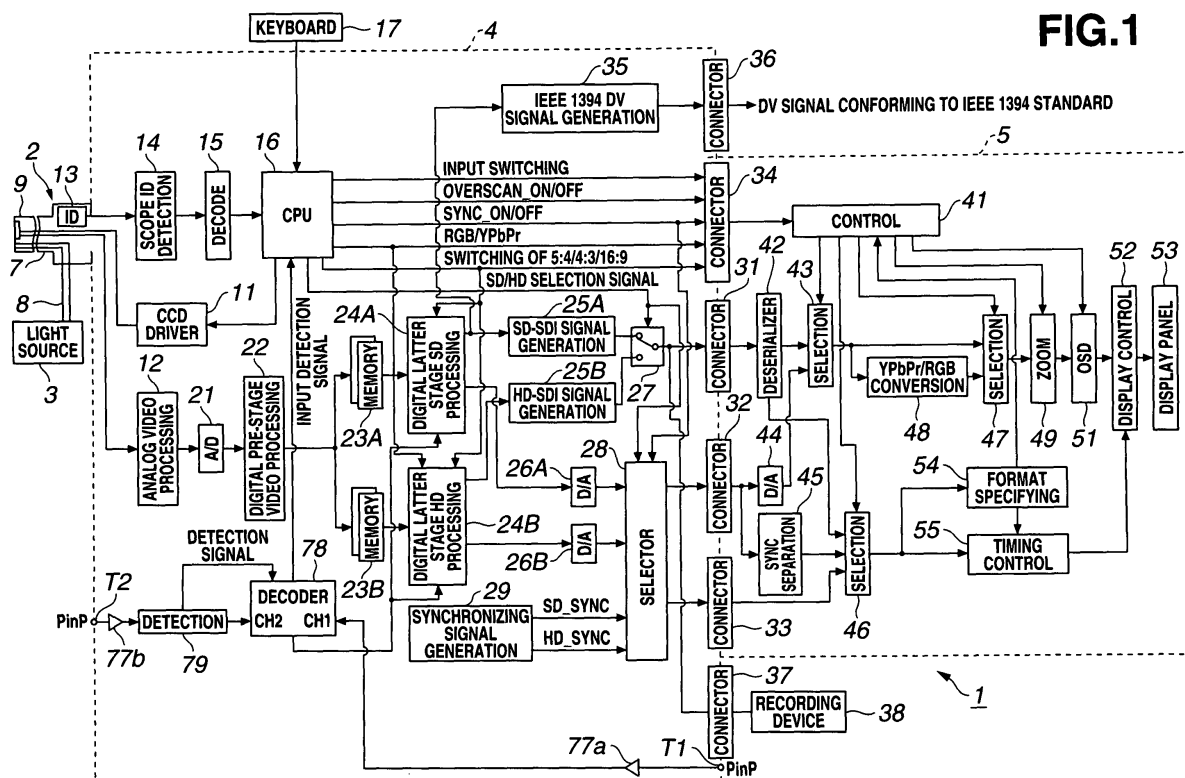 FIG.1
KEYBOARD
17
4
35
36
IEEE 1394 DV
SIGNAL GENERATION
CONNECTOR
DV SIGNAL CONFORMING TO IEEE 1394 STANDARD
5
2
9
13
ID
14
SCOPE ID
DETECTION
15
DECODE
16
CPU
INPUT SWITCHING
OVERSCAN_ON/OFF
SYNC_ON/OFF
RGB/YPbPr
SWITCHING OF 5:4/4:3/16:9
SD/HD SELECTION SIGNAL
34
CONNECTOR
CONTROL
41
7
8
LIGHT
SOURCE
3
CCD
DRIVER
11
INPUT DETECTION
SIGNAL
24A
DIGITAL LATTER
STAGE SD
PROCESSING
25A
SD-SDI SIGNAL
GENERATION
25B
HD-SDI SIGNAL
GENERATION
27
31
CONNECTOR
42
DESERIALIZER
43
SELECTION
YPbPr/RGB
CONVERSION
48
SELECTION
47
ZOOM
49
OSD
51
52
DISPLAY CONTROL
53
DISPLAY PANEL
12
ANALOG VIDEO
PROCESSING
21
A/D
22
DIGITAL PRE-STAGE
VIDEO PROCESSING
MEMORY
23A
MEMORY
23B
DIGITAL LATTER
STAGE HD
PROCESSING
24B
26A
D/A
D/A
26B
28
SELECTOR
32
CONNECTOR
44
D/A
45
SYNC
SEPARATION
SELECTION
46
54
FORMAT
SPECIFYING
55
TIMING
CONTROL
DETECTION
SIGNAL
78
DECODER
CH2 CH1
T2
PinP
77b
DETECTION
79
29
SYNCHRONIZING
SIGNAL
GENERATION
SD_SYNC
HD_SYNC
CONNECTOR
33
37
CONNECTOR
RECORDING
DEVICE
38
1
77a
T1
PinP